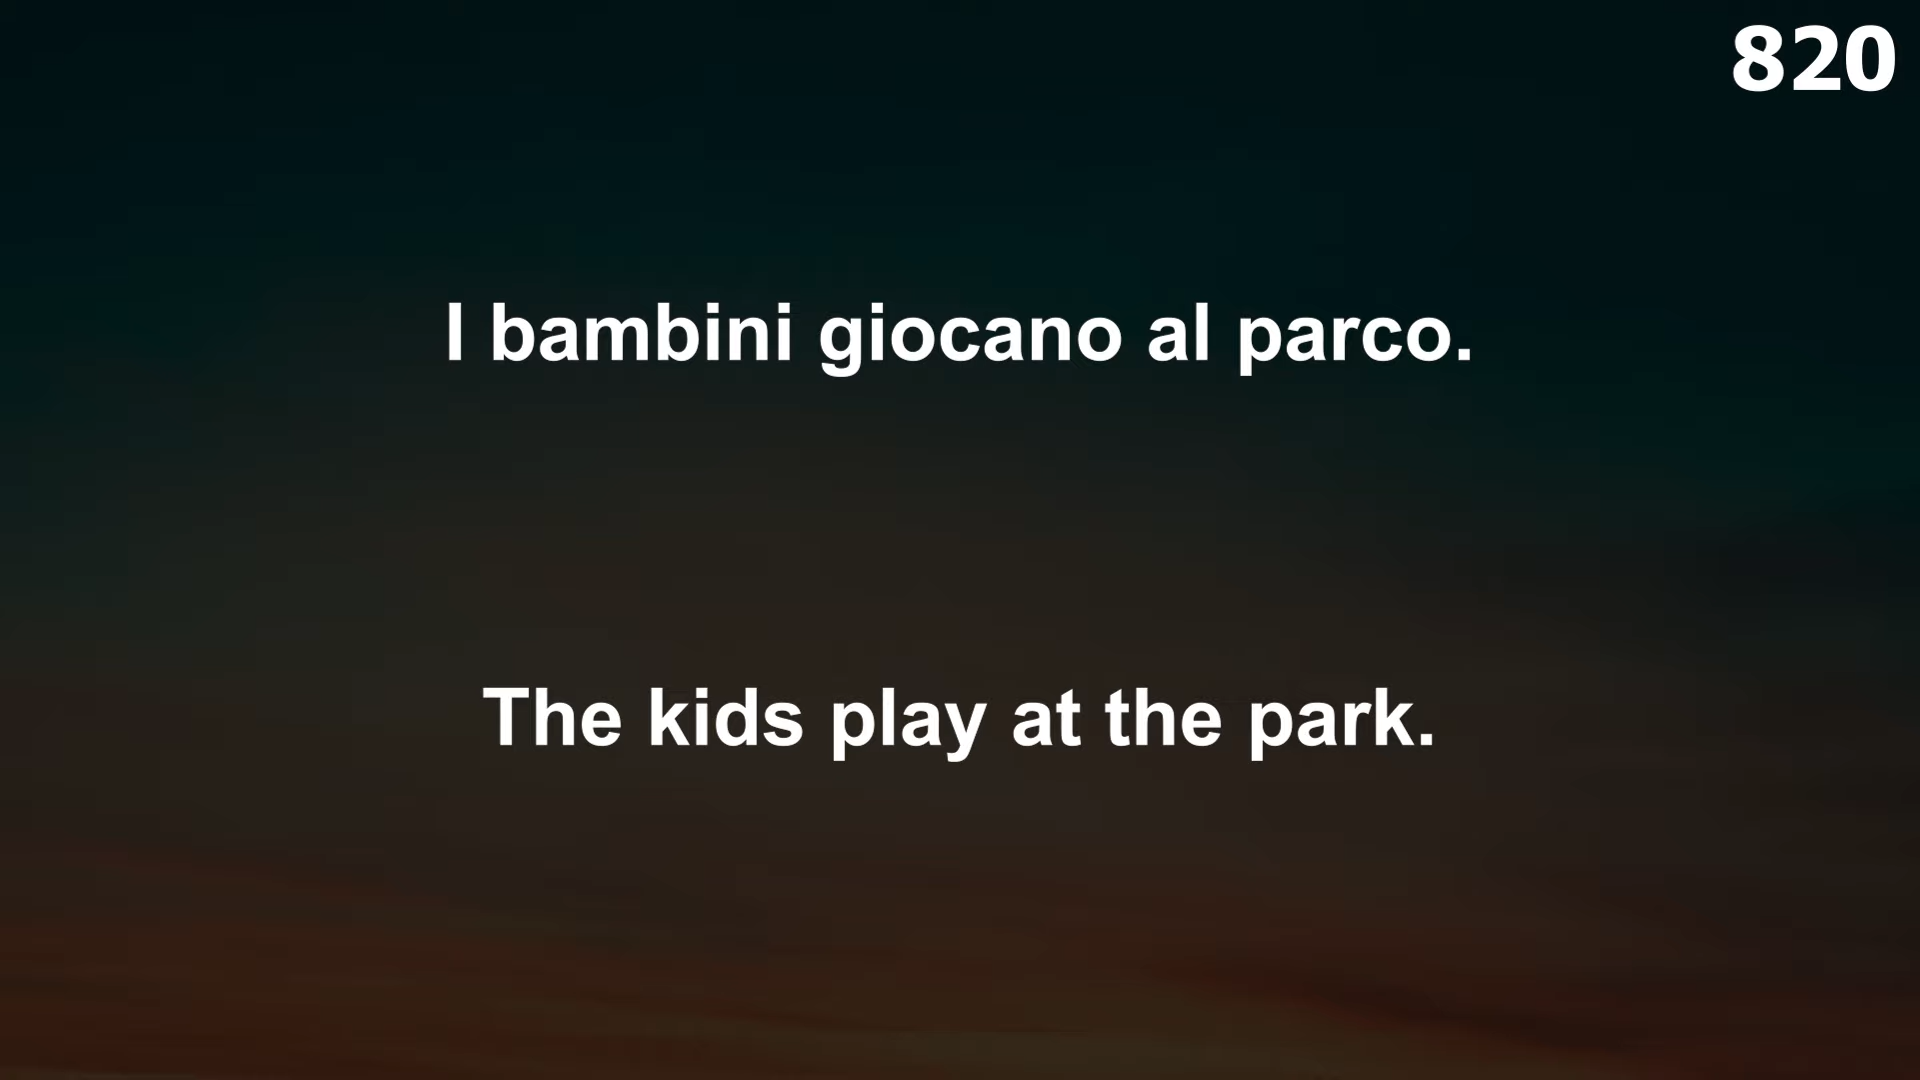 820
I bambini giocano al parco.
The kids play at the park.